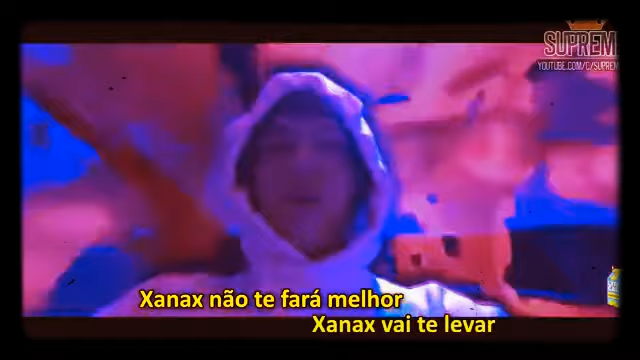 SUPREM
YOUTUBE.COM/C/SUPREM
Xanax não te fará melhor
Xanax vai te levar